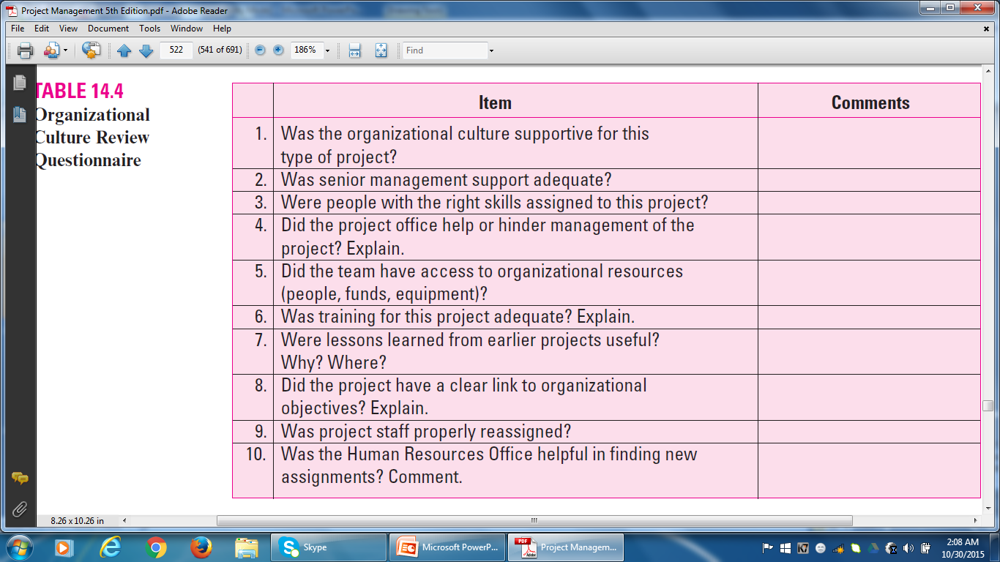 Project Management 5th Edition.pdf - Adobe Reader
File Edit View Document Tools Window Help
522 (541 of 691) 186% Find
TABLE 14.4
Organizational
Culture Review
Questionnaire
Item Comments
1. Was the organizational culture supportive for this
type of project?
2. Was senior management support adequate?
3. Were people with the right skills assigned to this project?
4. Did the project office help or hinder management of the
project? Explain.
5. Did the team have access to organizational resources
(people, funds, equipment)?
6. Was training for this project adequate? Explain.
7. Were lessons learned from earlier projects useful?
Why? Where?
8. Did the project have a clear link to organizational
objectives? Explain.
9. Was project staff properly reassigned?
10. Was the Human Resources Office helpful in finding new
assignments? Comment.
8.26 x 10.26 in
Skype Microsoft PowerP... Project Managem...
2:08 AM
10/30/2015